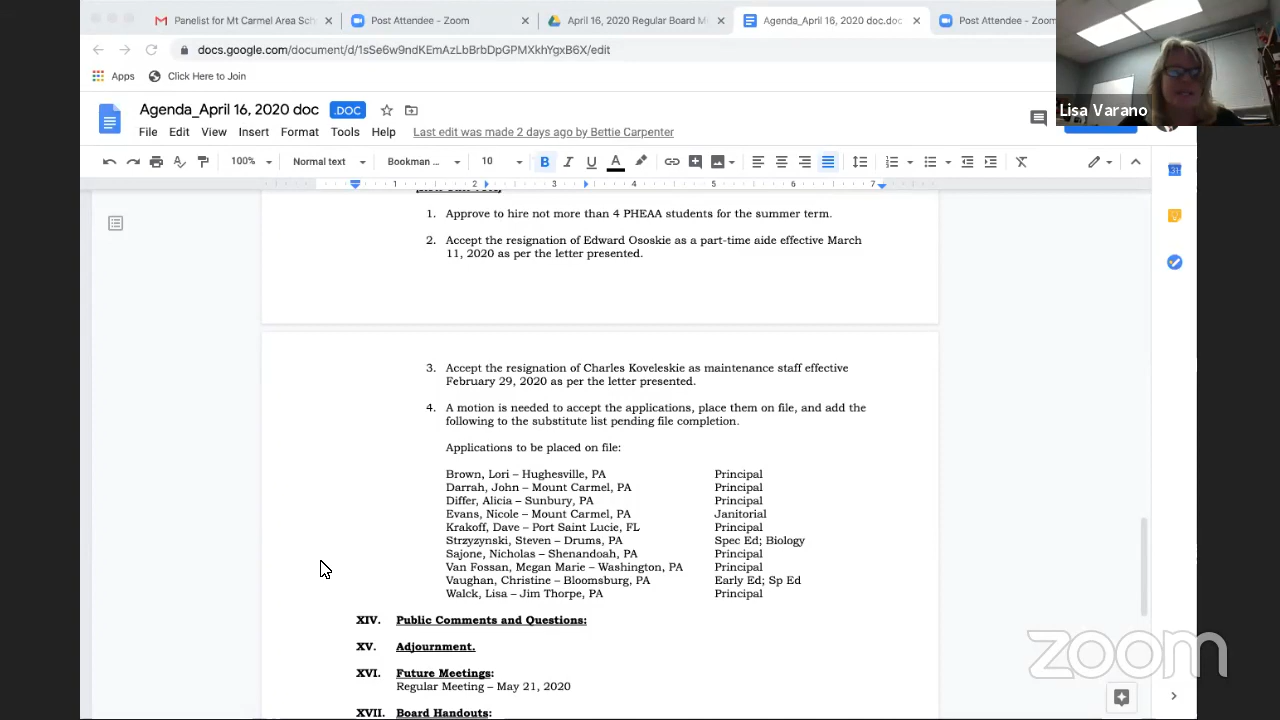 Panelist for Mt Carmel Area Sch
Post Attendee - Zoom
April 16, 2020 Regular Board M
Agenda_April 16, 2020 doc.doc
Post Attendee - Zoom
docs.google.com/document/d/1sSe6w9ndKEmAzLbBrbDpGPMXkhYgxB6X/edit
Apps
Click Here to Join
Lisa Varano
Agenda_April 16, 2020 doc .DOC
File Edit View Insert Format Tools Help Last edit was made 2 days ago by Bettie Carpenter
100% Normal text Bookman ... 10 B I U A
1 2 3 4 5 6 7
31
1. Approve to hire not more than 4 PHEAA students for the summer term.
2. Accept the resignation of Edward Ososkie as a part-time aide effective March
11, 2020 as per the letter presented.
3. Accept the resignation of Charles Koveleskie as maintenance staff effective
February 29, 2020 as per the letter presented.
4. A motion is needed to accept the applications, place them on file, and add the
following to the substitute list pending file completion.
Applications to be placed on file:
Brown, Lori – Hughesville, PA Principal
Darrah, John – Mount Carmel, PA Principal
Differ, Alicia – Sunbury, PA Principal
Evans, Nicole – Mount Carmel, PA Janitorial
Krakoff, Dave – Port Saint Lucie, FL Principal
Strzyzynski, Steven – Drums, PA Spec Ed; Biology
Sajone, Nicholas – Shenandoah, PA Principal
Van Fossan, Megan Marie – Washington, PA Principal
Vaughan, Christine – Bloomsburg, PA Early Ed; Sp Ed
Walck, Lisa – Jim Thorpe, PA Principal
XIV. Public Comments and Questions:
XV. Adjournment.
XVI. Future Meetings:
Regular Meeting – May 21, 2020
XVII. Board Handouts:
zoom